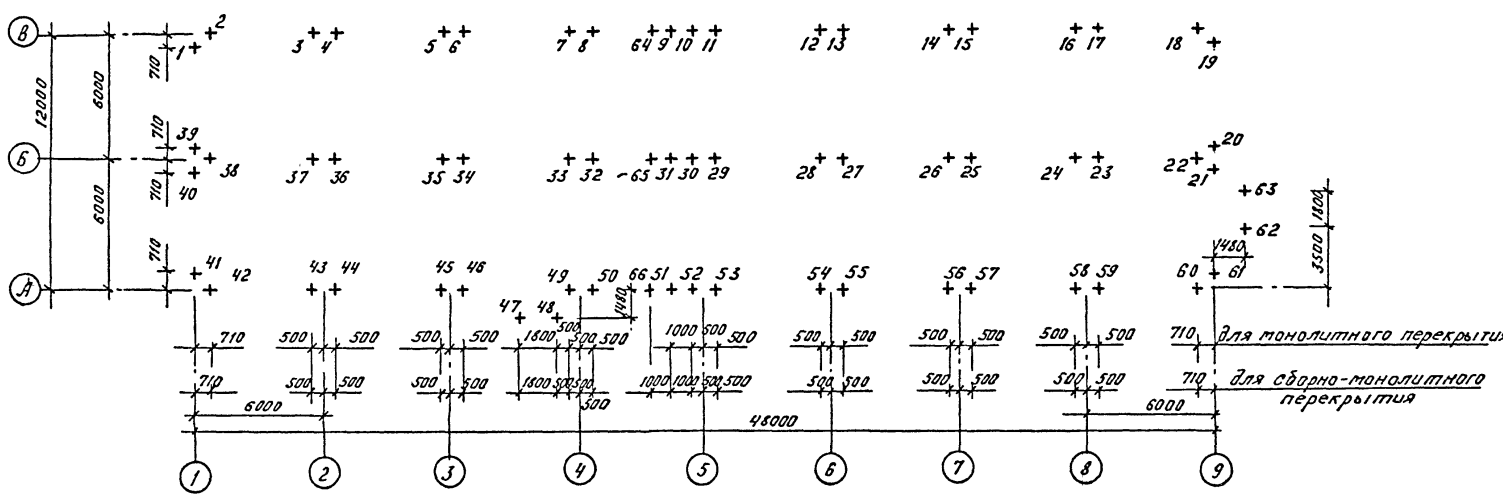 В 1 2 3 4 5 6 7 8 64 9 10 11 12 13 14 15 16 17 18 19
710
12000 6000 6000
710 710 710
Б 39 38 40 37 36 35 34 33 32 65 31 30 29 28 27 26 25 24 23 22 21 20
63
62
1480 1800 3500
А 41 42 43 44 45 46 47 48 49 50 66 51 52 53 54 55 56 57 58 59 60 61
1480
710 500 500 500 500 1600 500 500 500 1000 500 500 500 500 500 500 500 500 710 для монолитного перекрытия
710 500 500 500 500 1600 500 500 500 1000 1000 500 500 500 500 500 500 500 500 710 для сборно-монолитного
перекрытия
6000 6000
48000
1 2 3 4 5 6 7 8 9